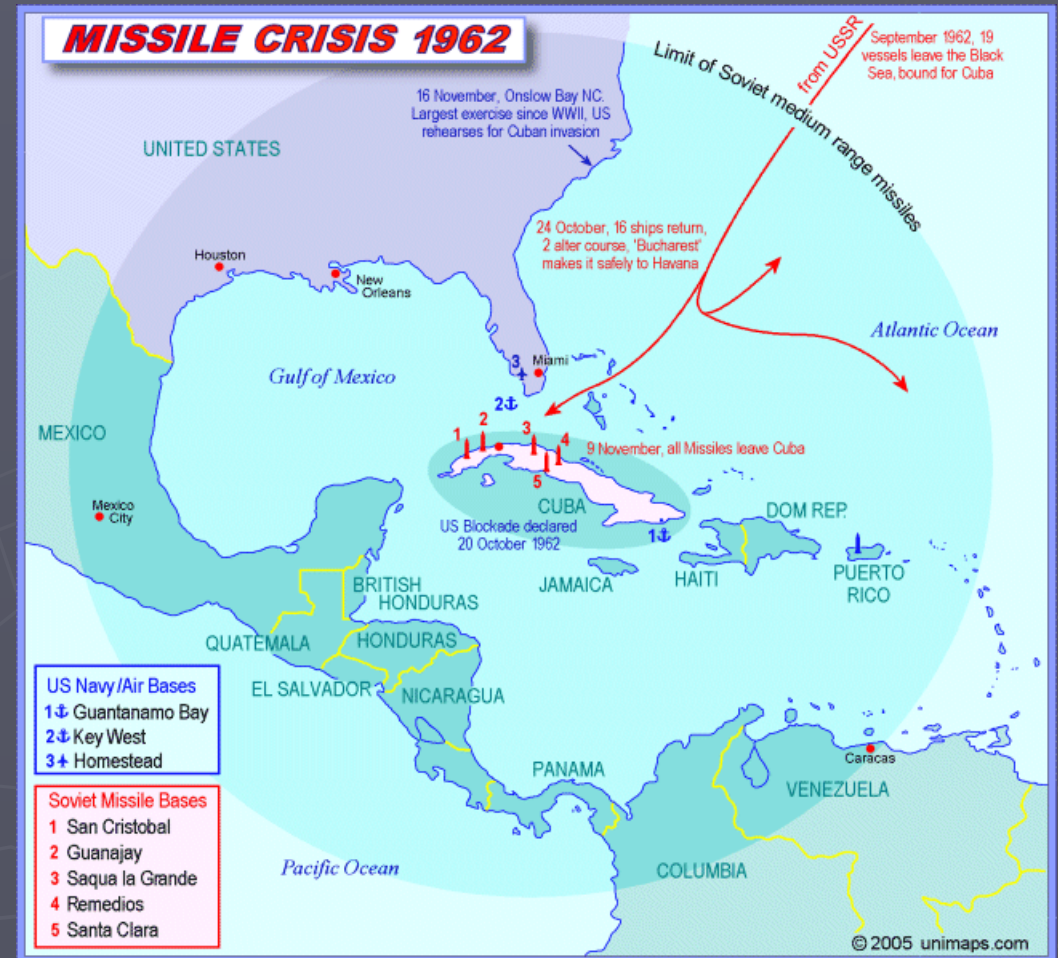 MISSILE CRISIS 1962
from USSR
September 1962, 19
vessels leave the Black
Sea, bound for Cuba
Limit of Soviet medium range missiles
16 November, Onslow Bay NC.
Largest exercise since WWII, US
rehearses for Cuban invasion
UNITED STATES
24 October, 16 ships return,
2 alter course, 'Bucharest'
makes it safely to Havana
Houston
New
Orleans
Atlantic Ocean
3
Miami
Gulf of Mexico
2
MEXICO
1
2
3
4
5
9 November, all Missiles leave Cuba
Mexico
City
CUBA
DOM REP.
US Blockade declared
20 October 1962
1
JAMAICA
HAITI
PUERTO
RICO
BRITISH
HONDURAS
QUATEMALA
HONDURAS
EL SALVADOR
NICARAGUA
US Navy/Air Bases
1 Guantanamo Bay
2 Key West
3 Homestead
PANAMA
Caracas
VENEZUELA
COLUMBIA
Soviet Missile Bases
1 San Cristobal
2 Guanajay
3 Saqua la Grande
4 Remedios
5 Santa Clara
Pacific Ocean
© 2005 unimaps.com